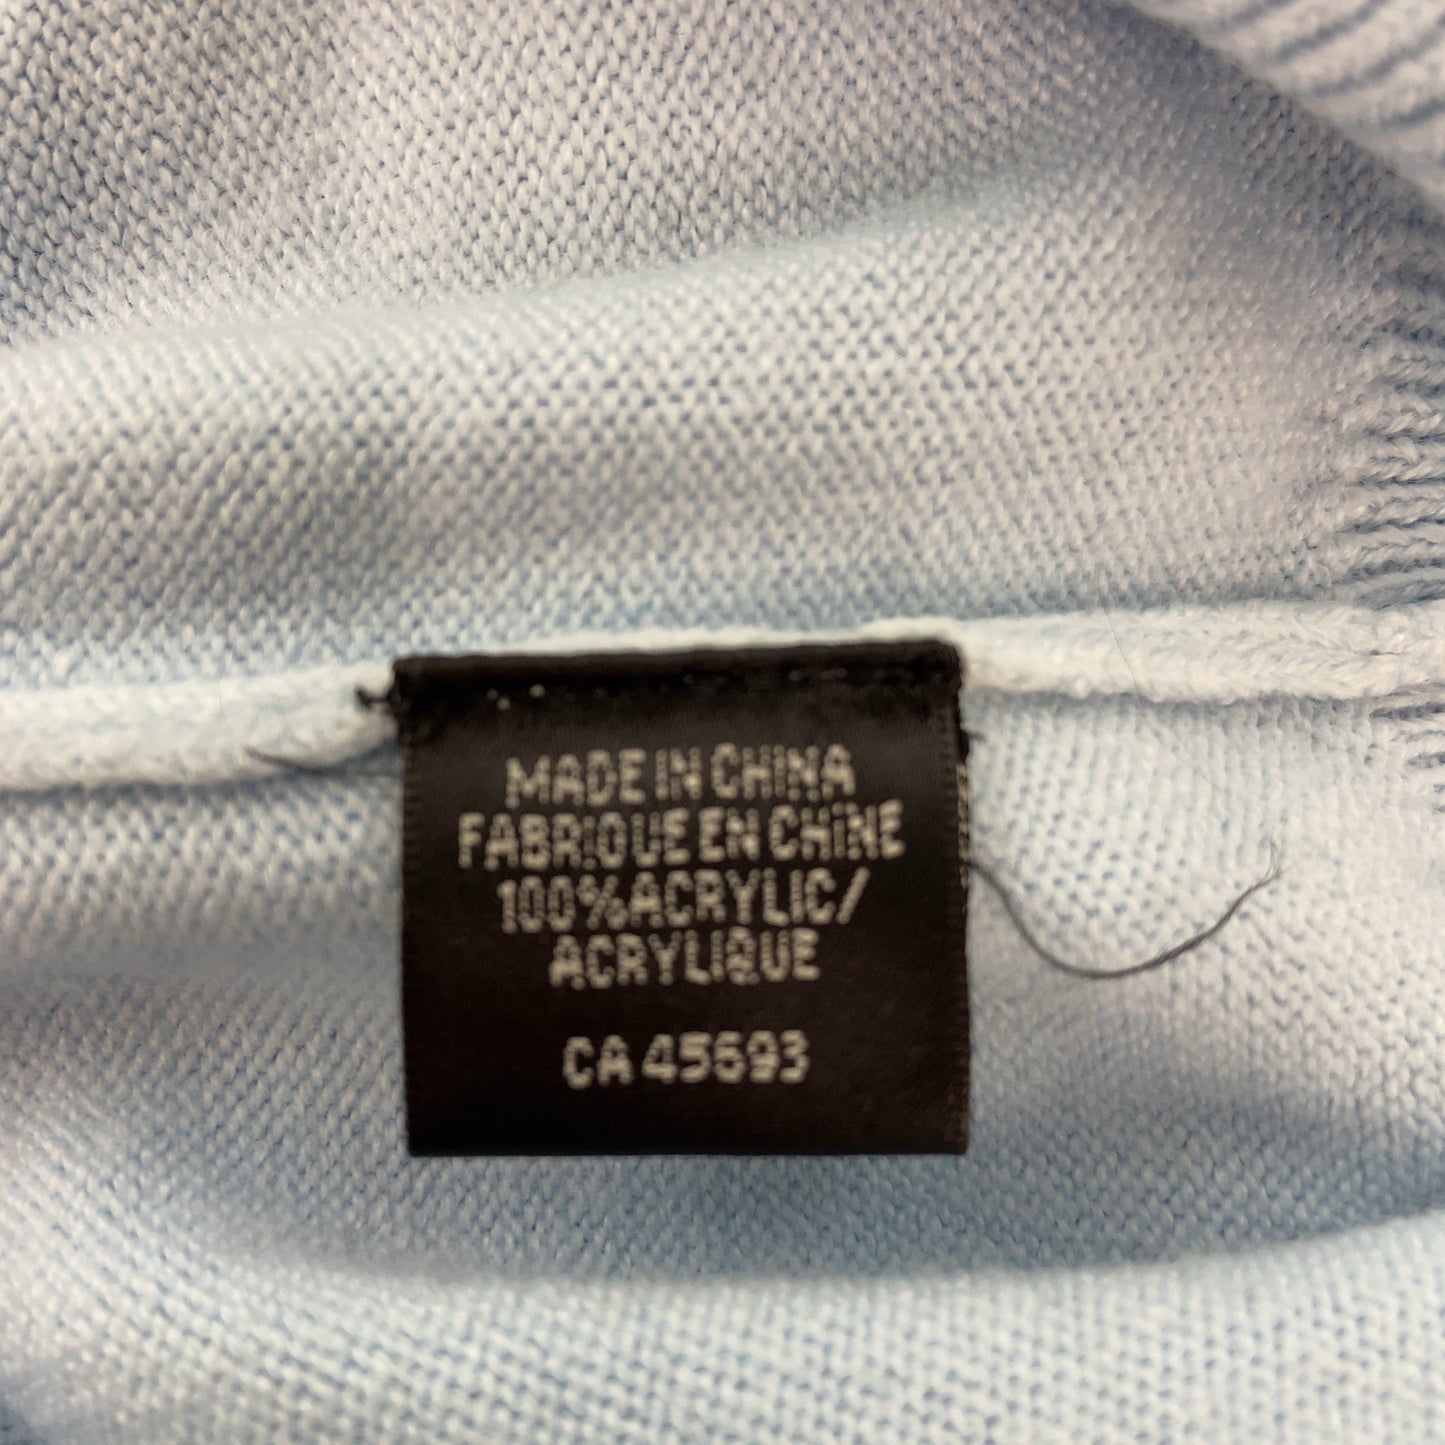 MADE IN CHINA
FABRIQUE EN CHINE
100% ACRYLIC/
ACRYLIQUE
CA 45693